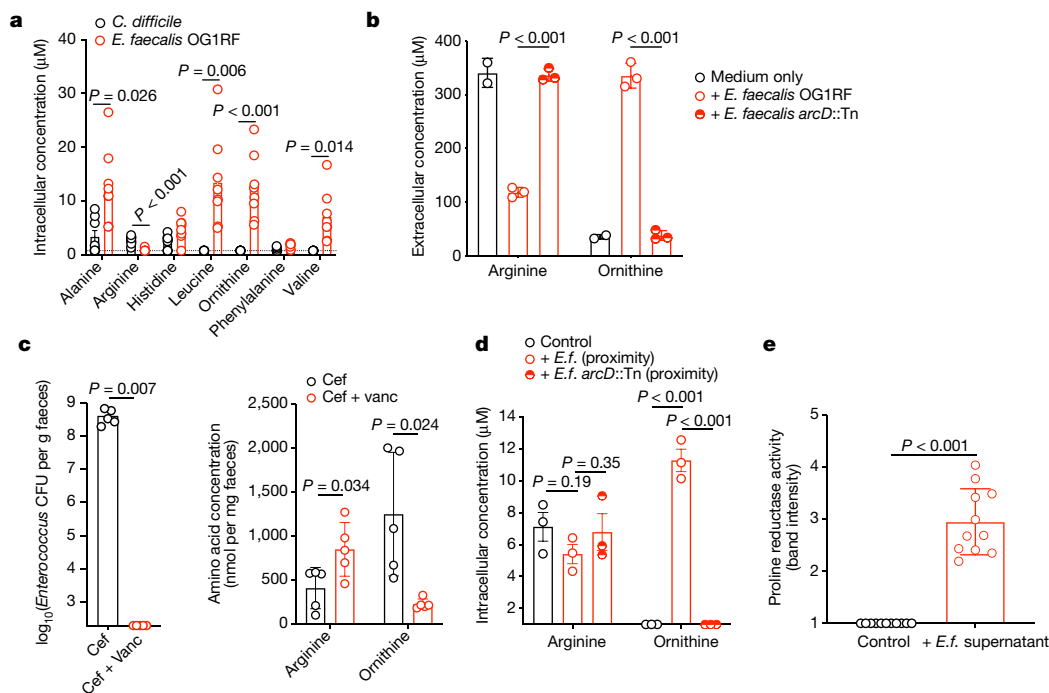 a
C. difficile
E. faecalis OG1RF
Intracellular concentration (μM)
40
30
20
10
0
P = 0.026
P < 0.001
P = 0.006
P < 0.001
P = 0.014
Alanine
Arginine
Histidine
Leucine
Ornithine
Phenylalanine
Valine
b
Extracellular concentration (μM)
400
300
200
100
0
P < 0.001
P < 0.001
Arginine
Ornithine
Medium only
+ E. faecalis OG1RF
+ E. faecalis arcD::Tn
c
log10(Enterococcus CFU per g faeces)
9
8
7
6
5
4
3
P = 0.007
Cef
Cef + Vanc
Cef
Cef + vanc
Amino acid concentration
(nmol per mg faeces)
2,500
2,000
1,500
1,000
500
0
P = 0.034
P = 0.024
Arginine
Ornithine
d
Control
+ E.f. (proximity)
+ E.f. arcD::Tn (proximity)
Intracellular concentration (μM)
14
12
10
8
6
4
2
P = 0.19
P = 0.35
P < 0.001
P < 0.001
Arginine
Ornithine
e
Proline reductase activity
(band intensity)
5
4
3
2
1
P < 0.001
Control
+ E.f. supernatant